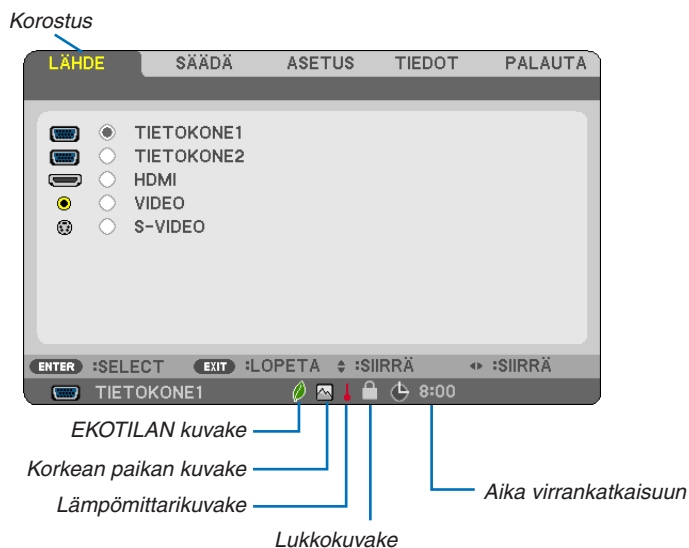 Korostus
LÄHDE SÄÄDÄ ASETUS TIEDOT PALAUTA
TIETOKONE1
TIETOKONE2
HDMI
VIDEO
S-VIDEO
ENTER :SELECT EXIT :LOPETA :SIIRRÄ :SIIRRÄ
TIETOKONE1 8:00
EKOTILAN kuvake
Korkean paikan kuvake
Lämpömittarikuvake
Aika virrankatkaisuun
Lukkokuvake